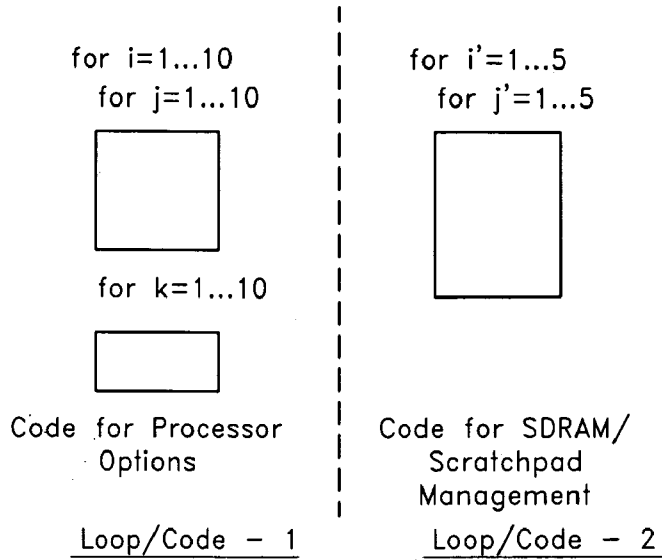 for i=1...10
for j=1...10
for k=1...10
Code for Processor
Options
Loop/Code - 1
for i'=1...5
for j'=1...5
Code for SDRAM/
Scratchpad
Management
Loop/Code - 2